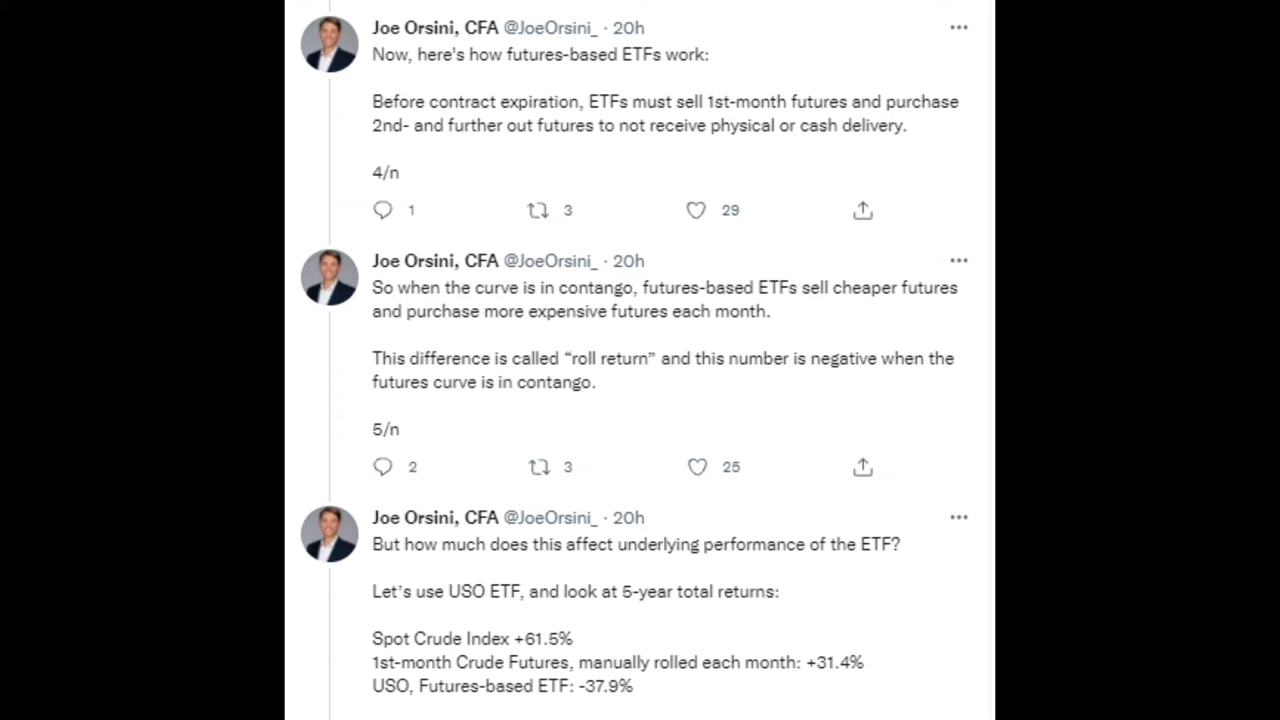 Joe Orsini, CFA @JoeOrsini_ · 20h
Now, here's how futures-based ETFs work:
Before contract expiration, ETFs must sell 1st-month futures and purchase
2nd- and further out futures to not receive physical or cash delivery.
4/n
1 3 29
Joe Orsini, CFA @JoeOrsini_ · 20h
So when the curve is in contango, futures-based ETFs sell cheaper futures
and purchase more expensive futures each month.
This difference is called “roll return” and this number is negative when the
futures curve is in contango.
5/n
2 3 25
Joe Orsini, CFA @JoeOrsini_ · 20h
But how much does this affect underlying performance of the ETF?
Let’s use USO ETF, and look at 5-year total returns:
Spot Crude Index +61.5%
1st-month Crude Futures, manually rolled each month: +31.4%
USO, Futures-based ETF: -37.9%